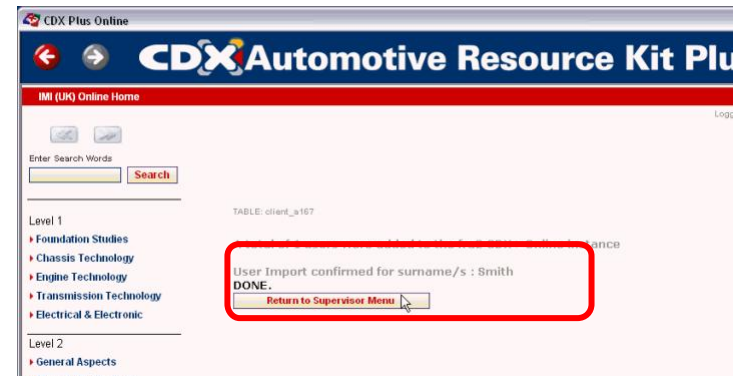 CDX Plus Online
CDX Automotive Resource Kit Plu
IMI (UK) Online Home
Logg
Enter Search Words
Search
TABLE: client_a167
Level 1
Foundation Studies
Chassis Technology
Engine Technology
Transmission Technology
Electrical & Electronic
User Import confirmed for surname/s : Smith
DONE.
Return to Supervisor Menu
Level 2
General Aspects